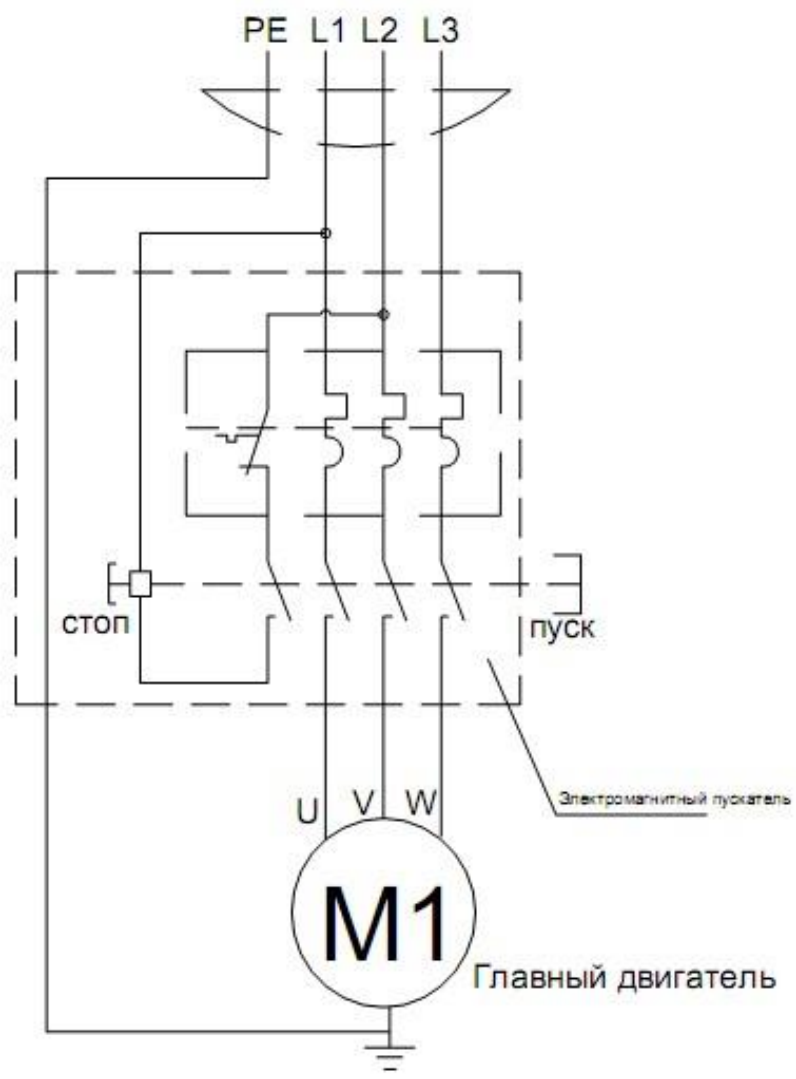 PE L1 L2 L3
стоп
пуск
Электромагнитный пускатель
U V W
M1
Главный двигатель